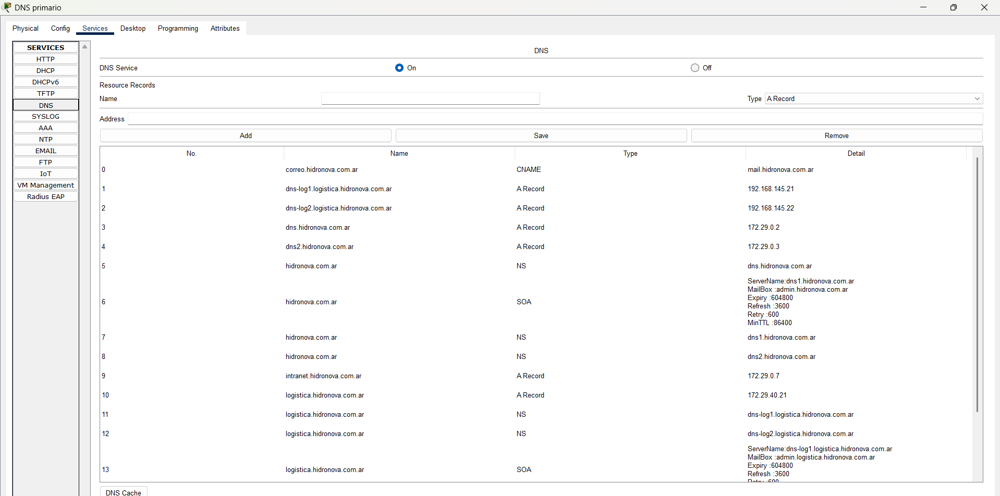 DNS primario
Physical Config Services Desktop Programming Attributes
SERVICES
HTTP
DHCP
DHCPv6
TFTP
DNS
SYSLOG
AAA
NTP
EMAIL
FTP
IoT
VM Management
Radius EAP
DNS
DNS Service On Off
Resource Records
Name Type A Record
Address
Add Save Remove
No. Name Type Detail
0 correo.hidronova.com.ar CNAME mail.hidronova.com.ar
1 dns-log1.logistica.hidronova.com.ar A Record 192.168.145.21
2 dns-log2.logistica.hidronova.com.ar A Record 192.168.145.22
3 dns.hidronova.com.ar A Record 172.29.0.2
4 dns2.hidronova.com.ar A Record 172.29.0.3
5 hidronova.com.ar NS dns.hidronova.com.ar
6 hidronova.com.ar SOA ServerName:dns1.hidronova.com.ar
MailBox :admin.hidronova.com.ar
Expiry :604800
Refresh :3600
Retry :600
MinTTL :86400
7 hidronova.com.ar NS dns1.hidronova.com.ar
8 hidronova.com.ar NS dns2.hidronova.com.ar
9 intranet.hidronova.com.ar A Record 172.29.0.7
10 logistica.hidronova.com.ar A Record 172.29.40.21
11 logistica.hidronova.com.ar NS dns-log1.logistica.hidronova.com.ar
12 logistica.hidronova.com.ar NS dns-log2.logistica.hidronova.com.ar
13 logistica.hidronova.com.ar SOA ServerName:dns-log1.logistica.hidronova.com.ar
MailBox :admin.logistica.hidronova.com.ar
Expiry :604800
Refresh :3600
Retry :600
DNS Cache